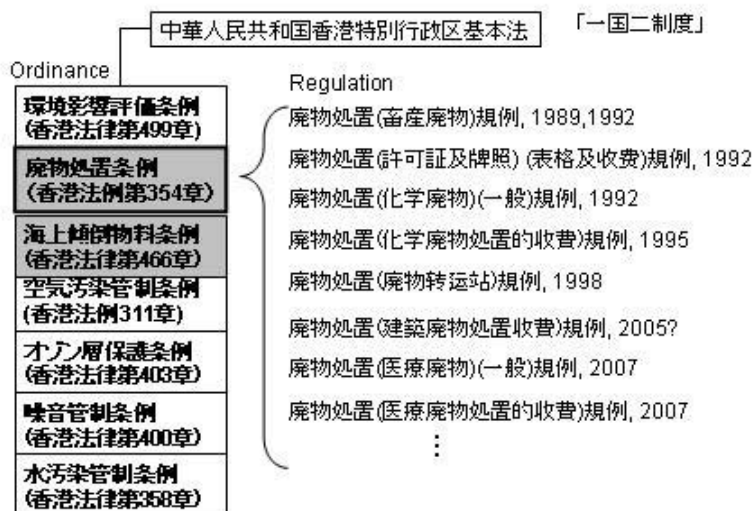 中華人民共和国香港特別行政区基本法
「一国二制度」
Ordinance
環境影響評価条例
(香港法律第499章)
廃物処置条例
(香港法例第354章)
海上傾倒物料条例
(香港法律第466章)
空気汚染管制条例
(香港法例311章)
オゾン層保護条例
(香港法律第403章)
噪音管制条例
(香港法律第400章)
水汚染管制条例
(香港法律第358章)
Regulation
廃物処置(畜産廃物)規例, 1989,1992
廃物処置(許可証及牌照) (表格及收費)規例, 1992
廃物処置(化学廃物)(一般)規例, 1992
廃物処置(化学廃物処置的收費)規例, 1995
廃物処置(廃物转运站)規例, 1998
廃物処置(建築廃物処置收費)規例, 2005?
廃物処置(医療廃物)(一般)規例, 2007
廃物処置(医療廃物処置的收費)規例, 2007
⋮